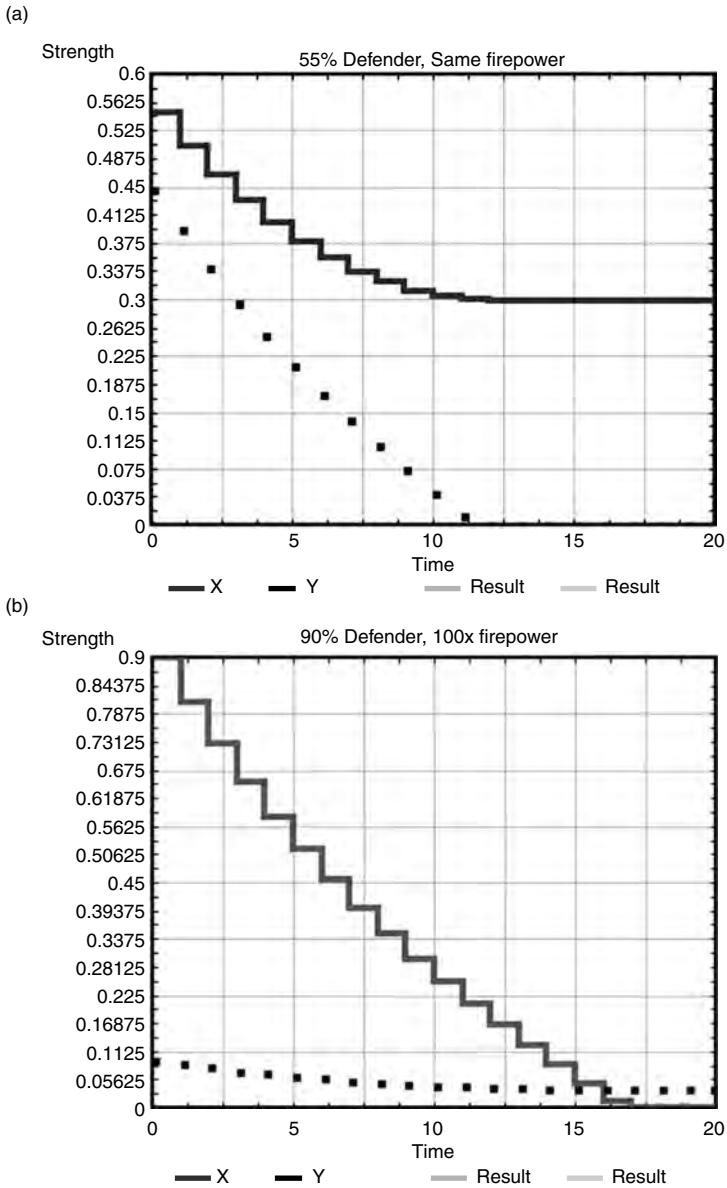 (a)
Strength
55% Defender, Same firepower
0.6
0.5625
0.525
0.4875
0.45
0.4125
0.375
0.3375
0.3
0.2625
0.225
0.1875
0.15
0.1125
0.075
0.0375
0
0 5 10 15 20
Time
X Y Result Result
(b)
Strength
90% Defender, 100x firepower
0.9
0.84375
0.7875
0.73125
0.675
0.61875
0.5625
0.50625
0.45
0.39375
0.3375
0.28125
0.225
0.16875
0.1125
0.05625
0
0 5 10 15 20
Time
X Y Result Result